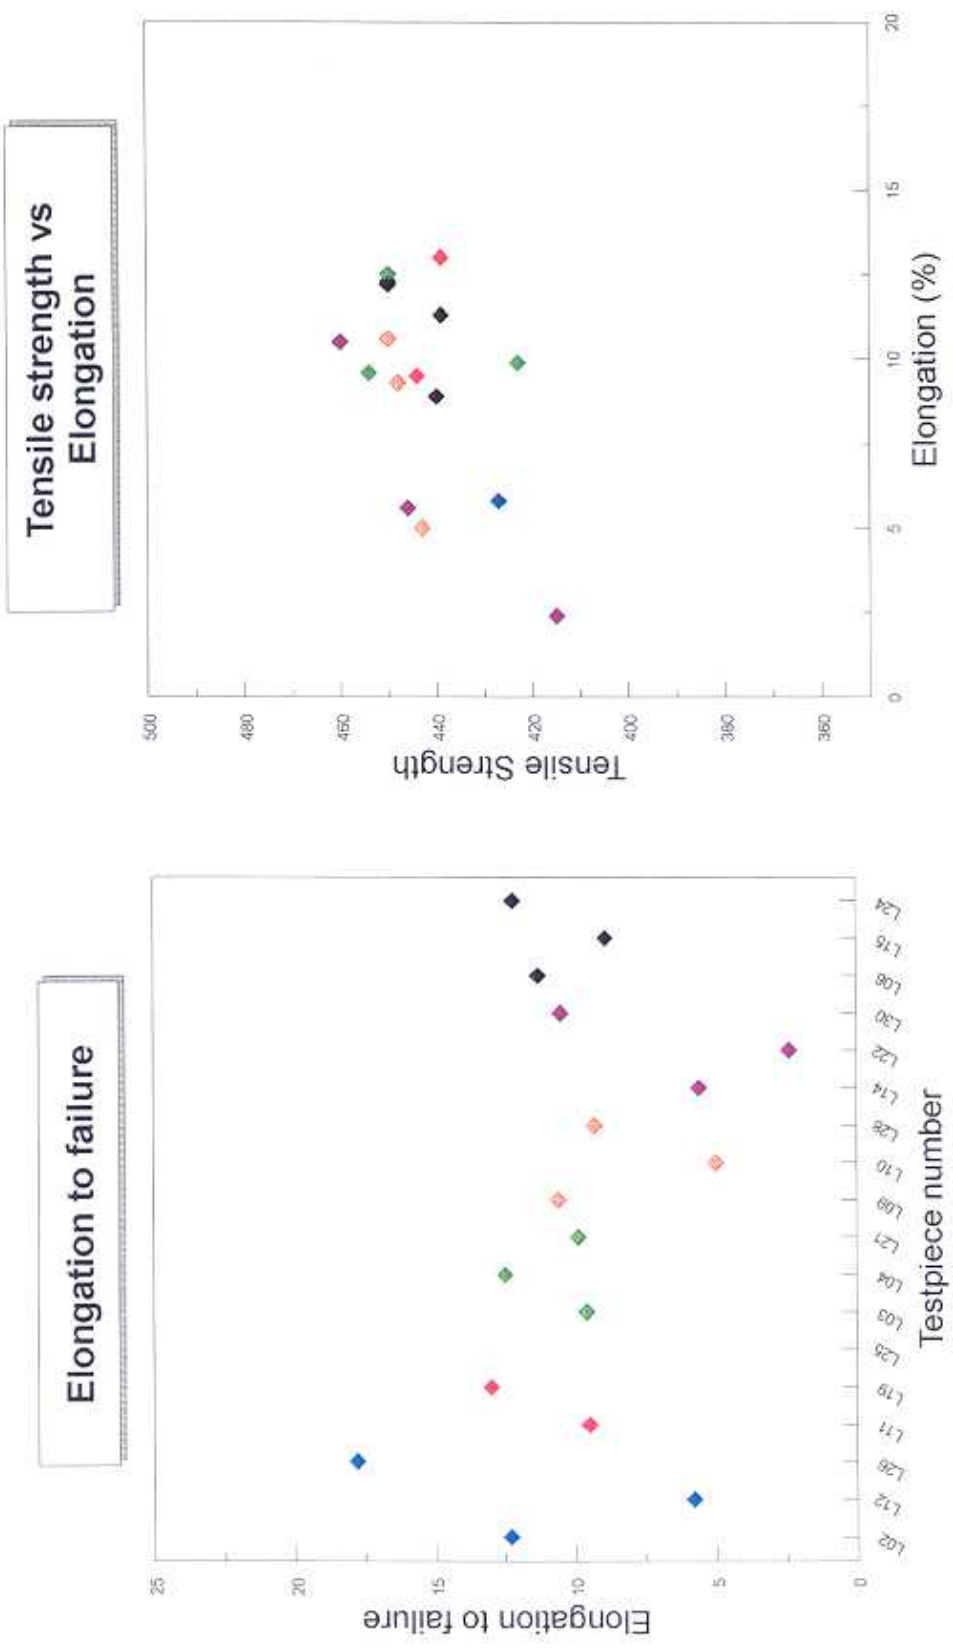 Elongation to failure
Elongation to failure
25
20
15
10
5
0
L02 L12 L26 L11 L19 L25 L03 L04 L21 L09 L10 L28 L14 L22 L30 L06 L15 L24
Testpiece number
Tensile strength vs
Elongation
Tensile Strength
500
480
460
440
420
400
380
360
0 5 10 15 20
Elongation (%)